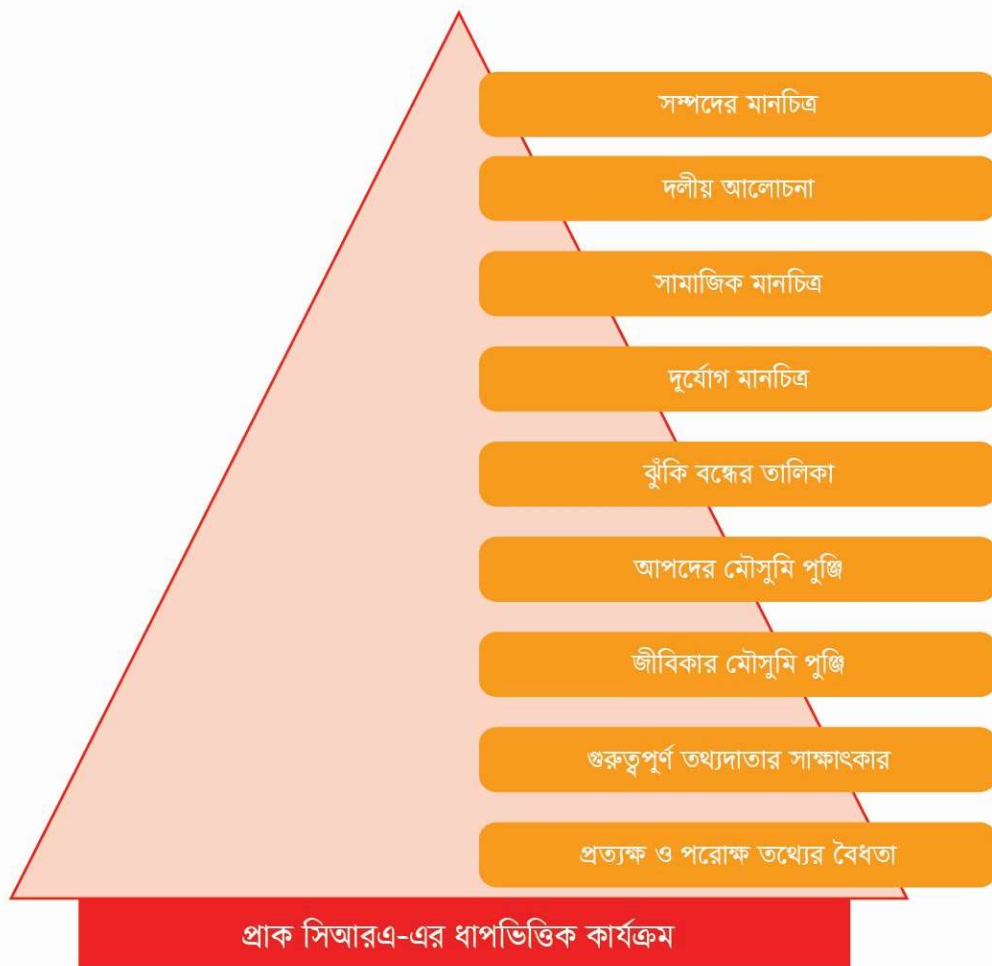 সম্পদের মানচিত্র
দলীয় আলোচনা
সামাজিক মানচিত্র
দুর্যোগ মানচিত্র
ঝুঁকি বন্ধের তালিকা
আপদের মৌসুমি পুঞ্জি
জীবিকার মৌসুমি পুঞ্জি
গুরুত্বপূর্ণ তথ্যদাতার সাক্ষাৎকার
প্রত্যক্ষ ও পরোক্ষ তথ্যের বৈধতা
প্রাক সিআরএ-এর ধাপভিত্তিক কার্যক্রম